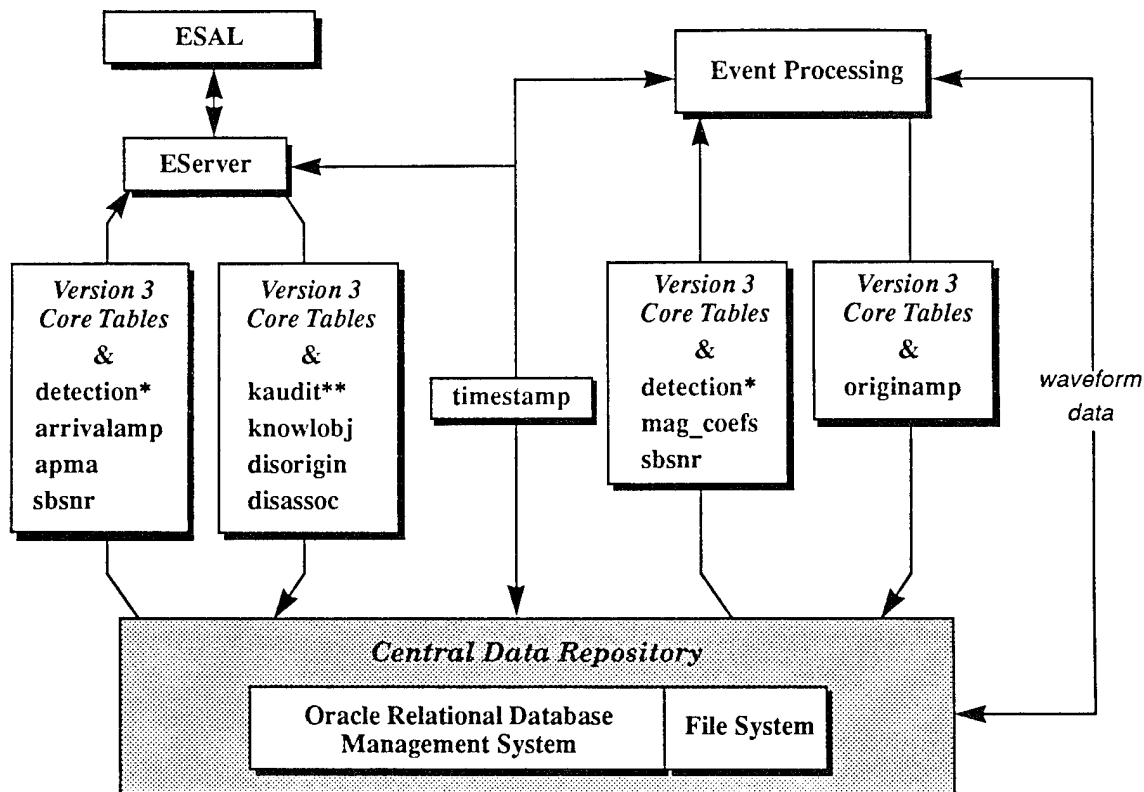 ESAL
Event Processing
EServer
Version 3
Core Tables
&
detection*
arrivalamp
apma
sbsnr
Version 3
Core Tables
&
kaudit**
knowlobj
disorigin
disassoc
timestamp
Version 3
Core Tables
&
detection*
mag_coefs
sbsnr
Version 3
Core Tables
&
originamp
waveform
data
Central Data Repository
Oracle Relational Database
Management System
File System